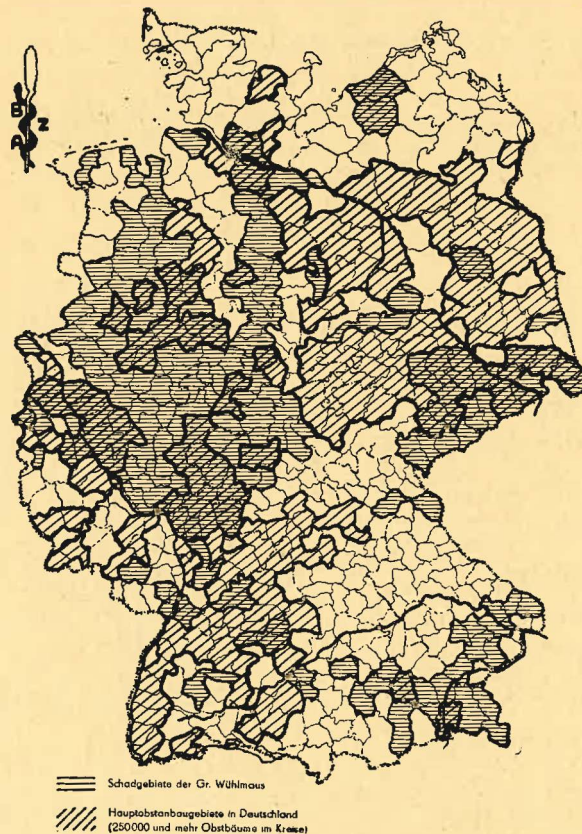 Schadgebiete der Gr. Wühlmaus
Hauptobstanbaugebiete in Deutschland
(250000 und mehr Obstbäume im Kreise)